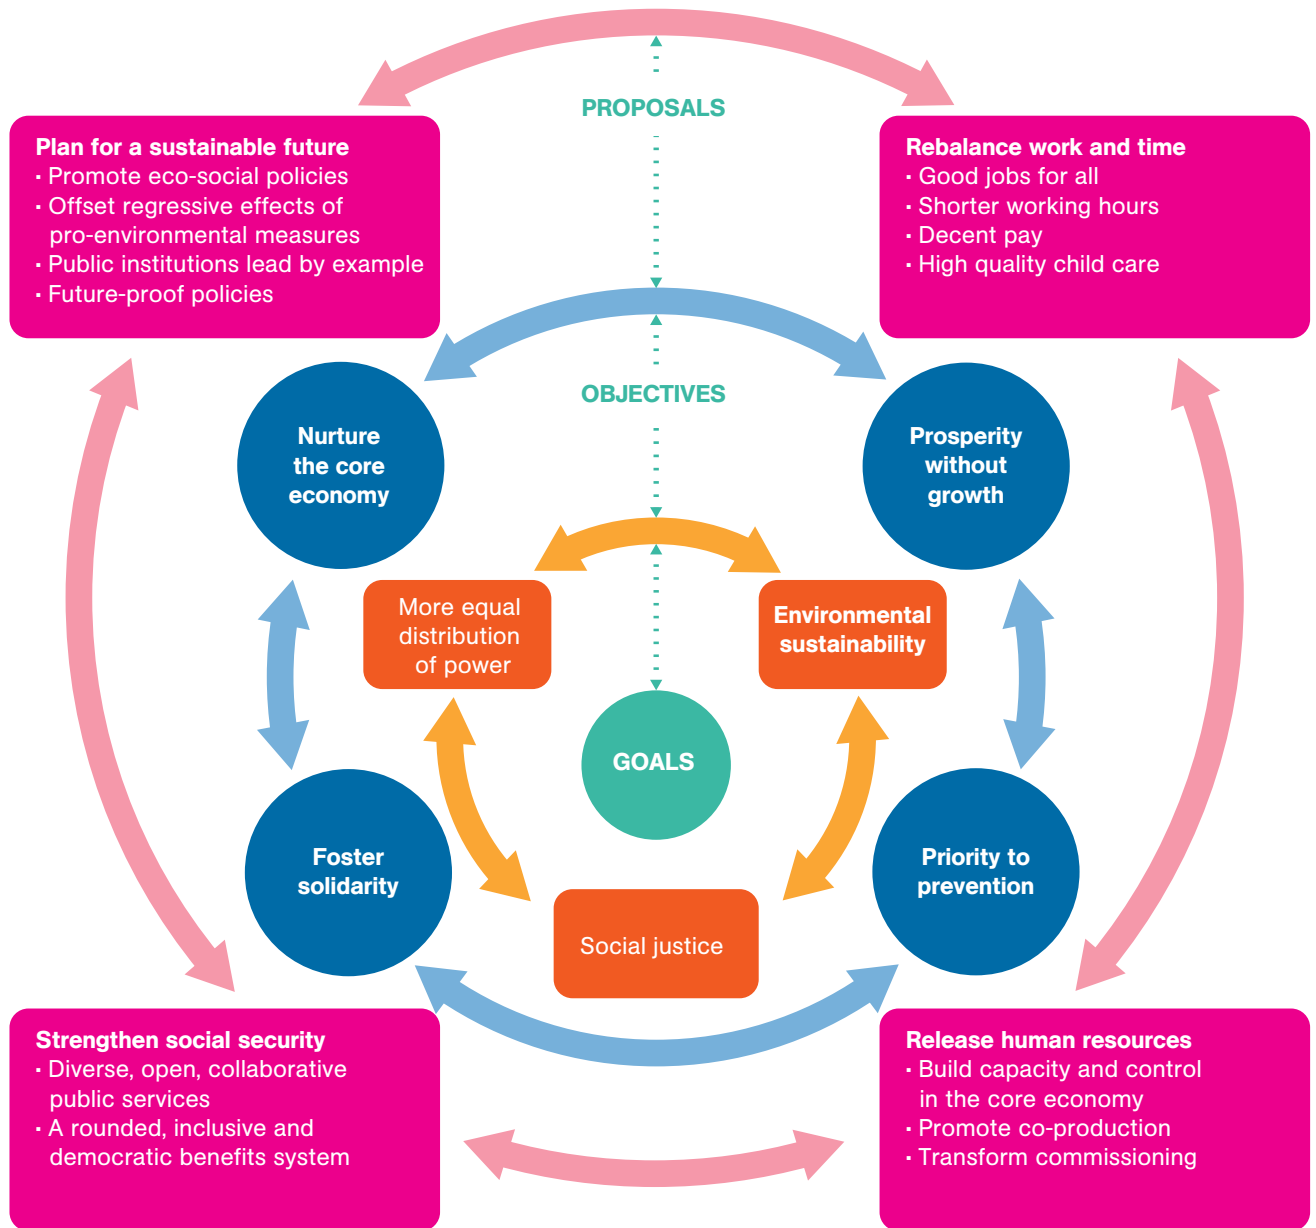 PROPOSALS
Plan for a sustainable future
· Promote eco-social policies
· Offset regressive effects of
pro-environmental measures
· Public institutions lead by example
· Future-proof policies
Rebalance work and time
· Good jobs for all
· Shorter working hours
· Decent pay
· High quality child care
OBJECTIVES
Nurture
the core
economy
Prosperity
without
growth
More equal
distribution
of power
Environmental
sustainability
GOALS
Foster
solidarity
Priority to
prevention
Social justice
Strengthen social security
· Diverse, open, collaborative
public services
· A rounded, inclusive and
democratic benefits system
Release human resources
· Build capacity and control
in the core economy
· Promote co-production
· Transform commissioning